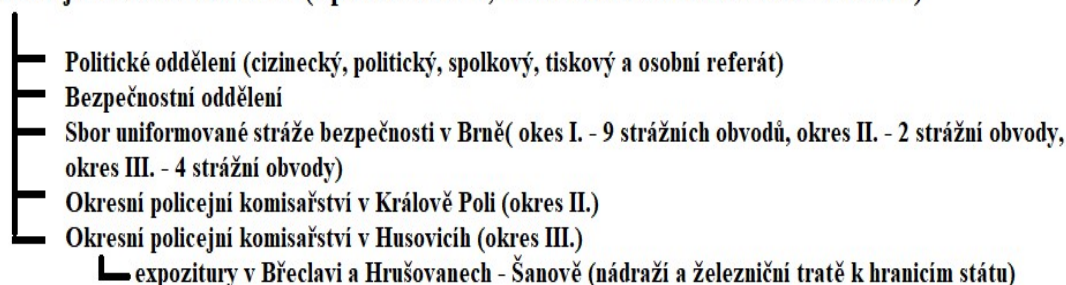 Politické oddělení (cizinecký, politický, spolkový, tiskový a osobní referát)
Bezpečnostní oddělení
Sbor uniformované stráže bezpečnosti v Brně( okes I. - 9 strážních obvodů, okres II. - 2 strážní obvody,
okres III. - 4 strážní obvody)
Okresní policejní komisařství v Králově Poli (okres II.)
Okresní policejní komisařství v Husovicíh (okres III.)
expozitury v Břeclavi a Hrušovanech - Šanově (nádraží a železniční tratě k hranicím státu)